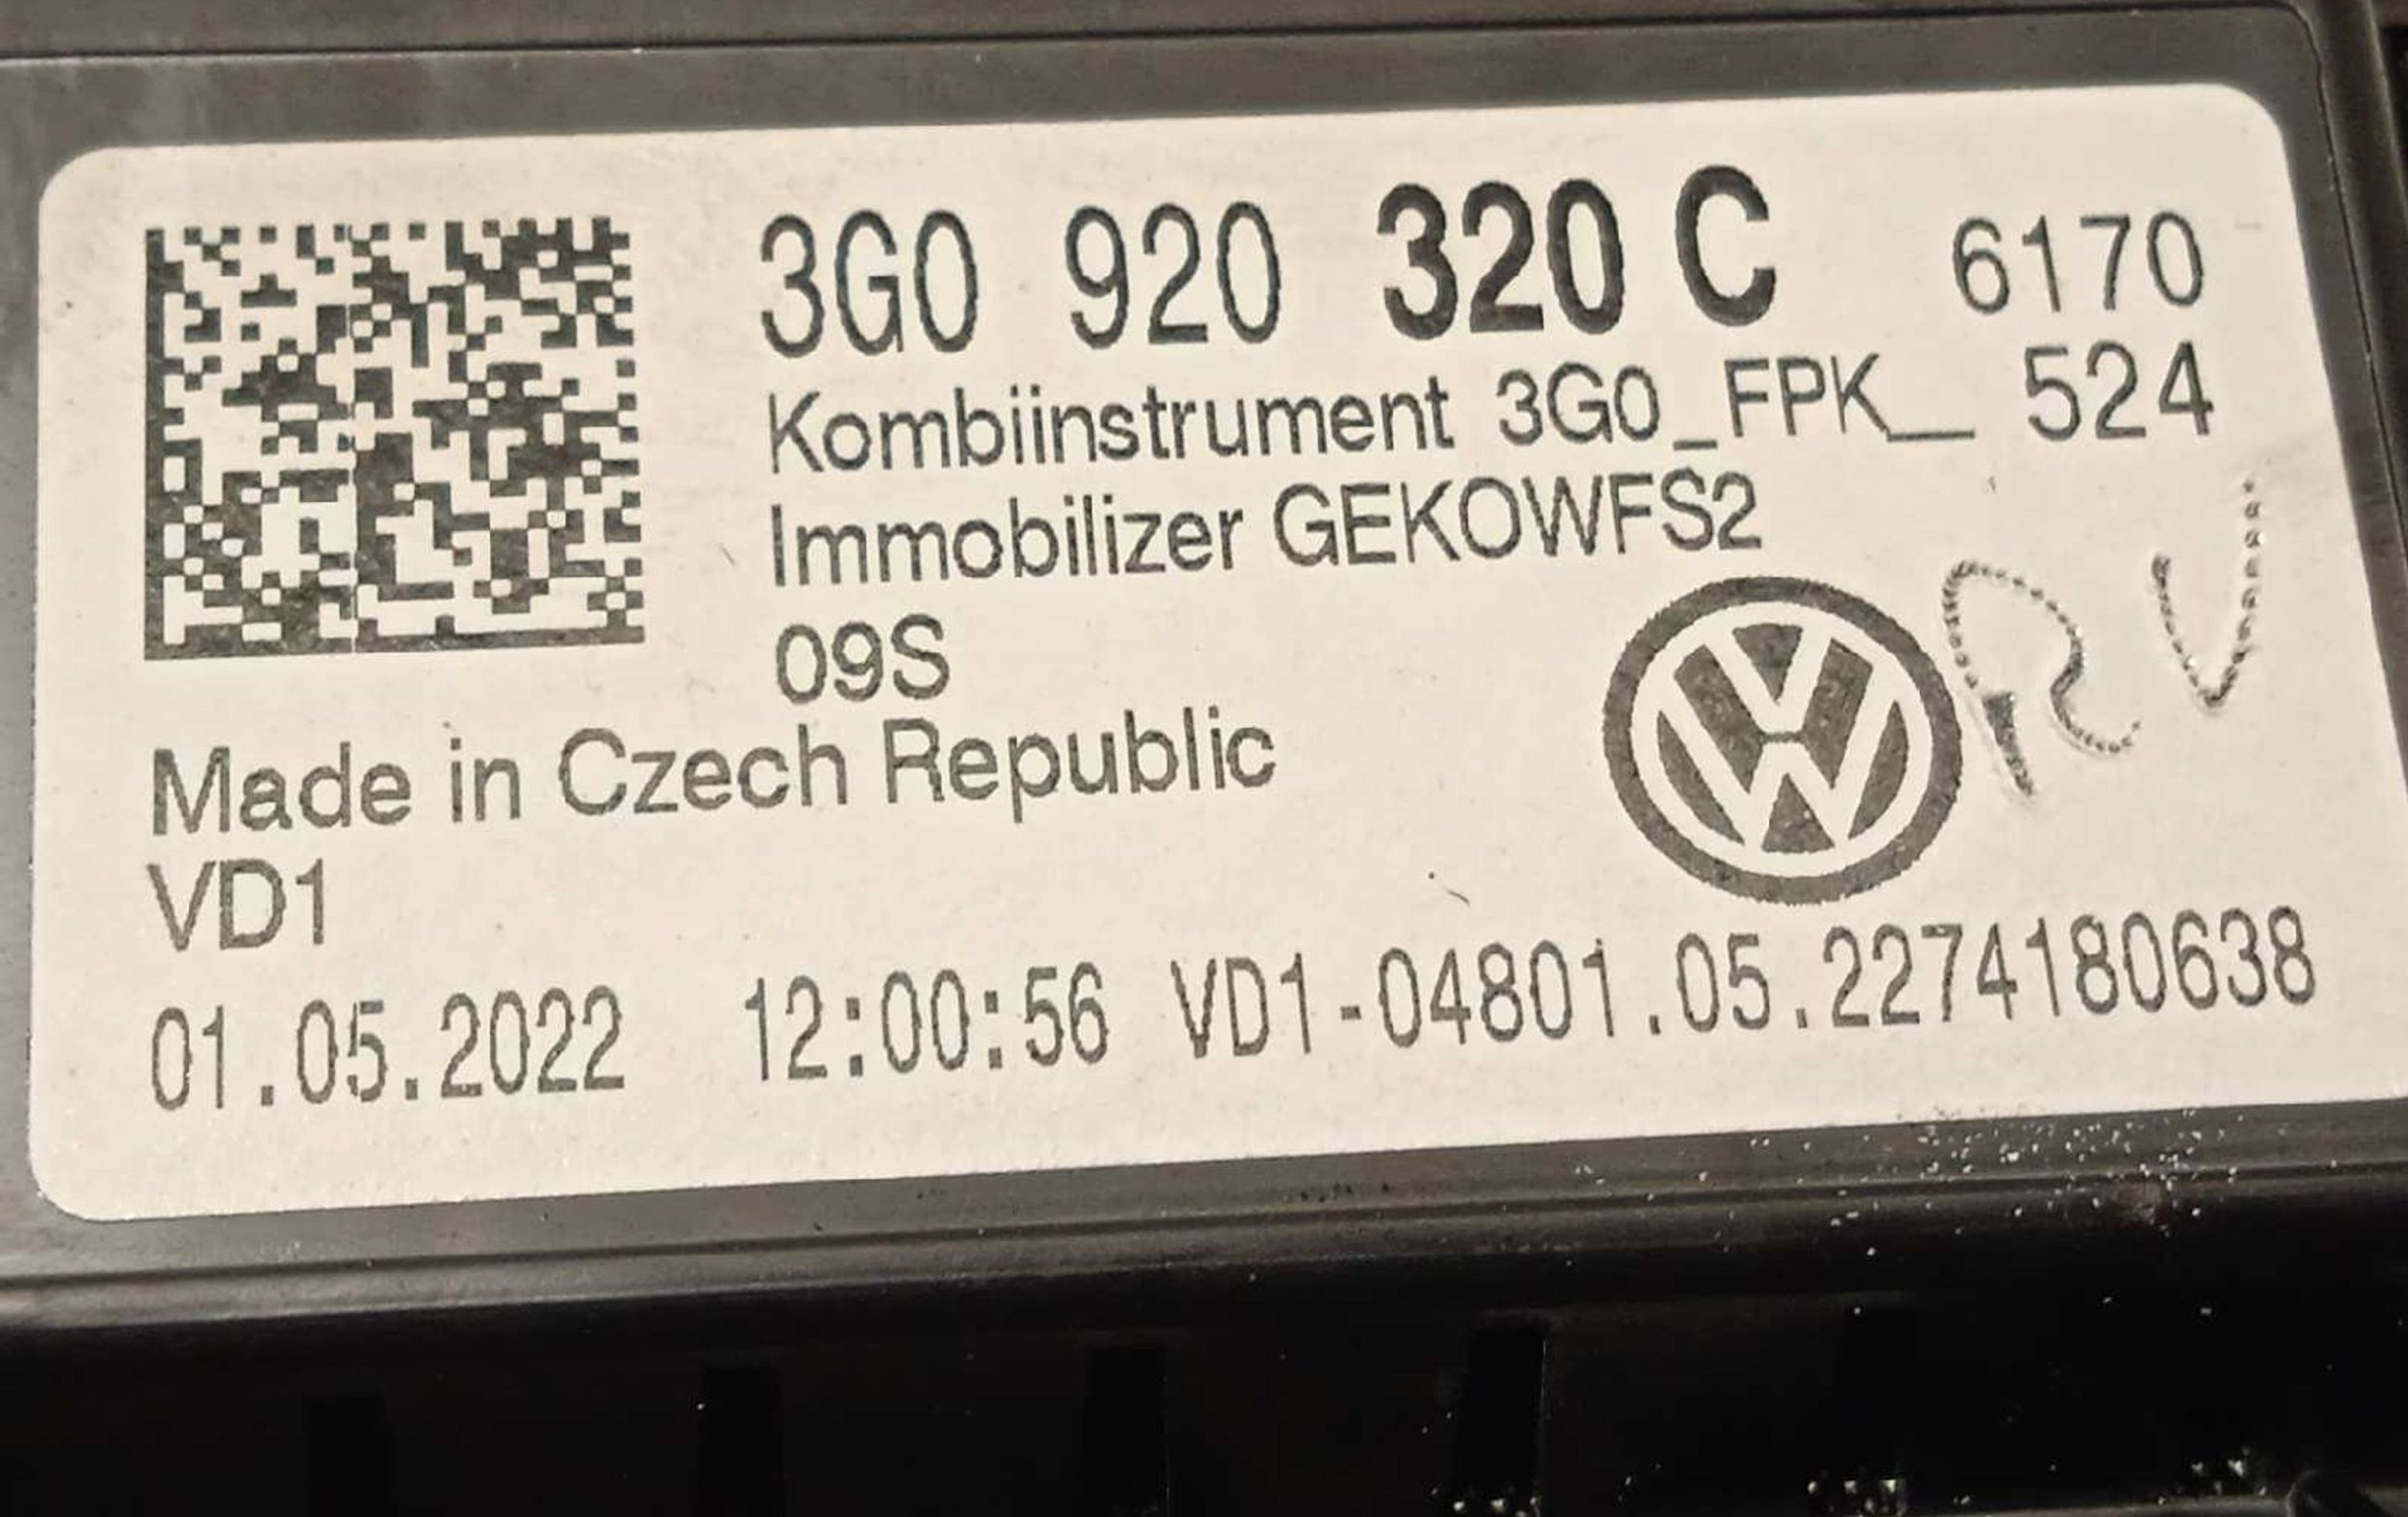 3G0 920 320 C 6170
Kombiinstrument 3G0_FPK_ 524
Immobilizer GEKOWFS2
09S
RV
Made in Czech Republic
VD1
01.05.2022 12:00:56 VD1-04801.05.2274180638